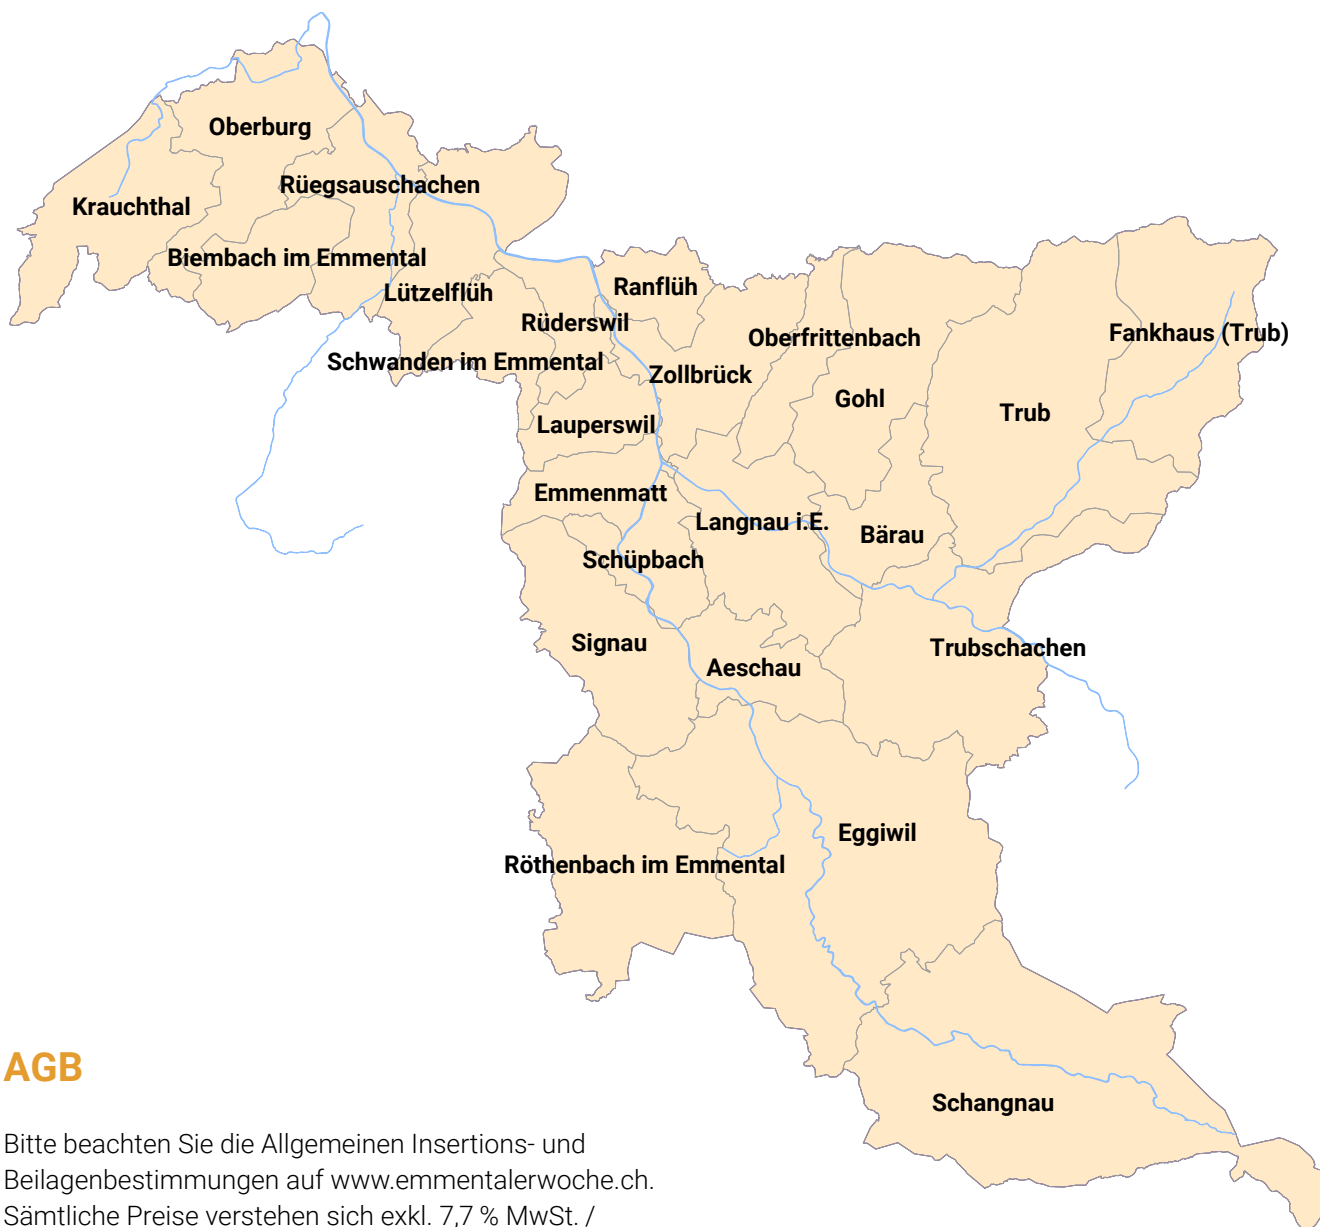 Oberburg
Rüegsauschachen
Krauchthal
Biembach im Emmental
Lützelflüh
Ranflüh
Rüderswil
Oberfrittenbach
Fankhaus (Trub)
Schwanden im Emmental
Zollbrück
Gohl
Trub
Lauperswil
Emmenmatt
Langnau i.E.
Bärau
Schüpbach
Signau
Trubschachen
Aeschau
Eggiwil
Röthenbach im Emmental
Schangnau
AGB
Bitte beachten Sie die Allgemeinen Insertions- und
Beilagenbestimmungen auf www.emmentalerwoche.ch.
Sämtliche Preise verstehen sich exkl. 7,7 % MwSt. /